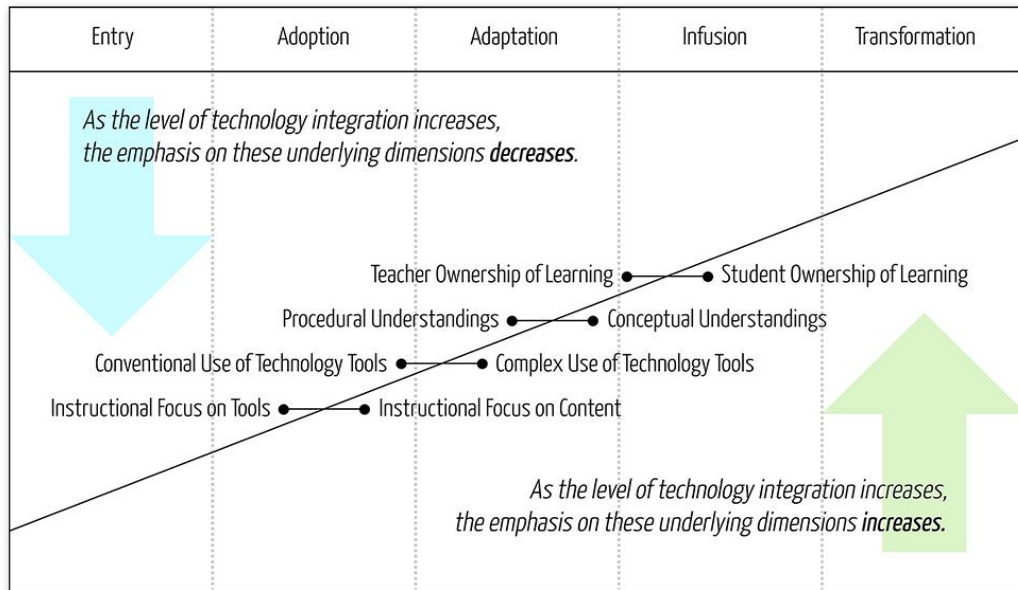 Entry Adoption Adaptation Infusion Transformation
As the level of technology integration increases,
the emphasis on these underlying dimensions decreases.
Teacher Ownership of Learning Student Ownership of Learning
Procedural Understandings Conceptual Understandings
Conventional Use of Technology Tools Complex Use of Technology Tools
Instructional Focus on Tools Instructional Focus on Content
As the level of technology integration increases,
the emphasis on these underlying dimensions increases.